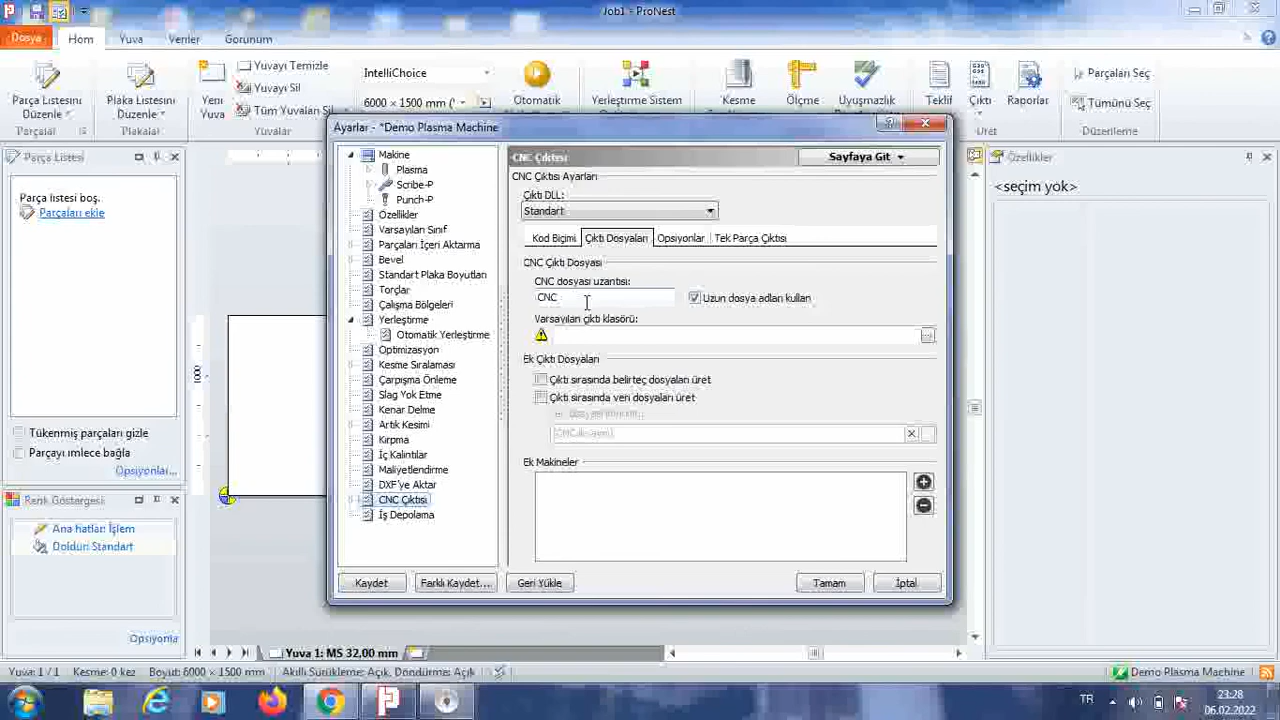 Job1 - ProNest
Dosya Hom Yuva Veriler Gorunum
Parça Listesini Düzenle
Parçalar
Plaka Listesini Düzenle
Plakalar
Yeni Yuva
Yuvayı Temizle
Yuvayı Sil
Tüm Yuvaları Sil
Yuvalar
IntelliChoice
6000 × 1500 mm
Otomatik
Yerleştirme Sistem
Kesme
Ölçme
Uyuşmazlık
Teklif
Çıktı
Raporlar
Üret
Parçaları Seç
Tümünü Seç
Düzenleme
Parça Listesi
Parça listesi boş.
Parçaları ekle
Tükenmiş parçaları gizle
Parçayı imlece bağla
Opsiyonlar...
Renk Göstergesi
Ana hatlar: İşlem
Doldur: Standart
Opsiyonla
1000
Ayarlar - *Demo Plasma Machine
Makine
Plasma
Scribe-P
Punch-P
Özellikler
Varsayılan Sınıf
Parçaları İçeri Aktarma
Bevel
Standart Plaka Boyutları
Torçlar
Çalışma Bölgeleri
Yerleştirme
Otomatik Yerleştirme
Optimizasyon
Kesme Sıralaması
Çarpışma Önleme
Slag Yok Etme
Kenar Delme
Artık Kesimi
Kırpma
İç Kalıntılar
Maliyetlendirme
DXF'ye Aktar
CNC Çıktısı
İş Depolama
CNC Çıktısı
Sayfaya Git
CNC Çıktısı Ayarları
Çıktı DLL:
Standart
Kod Biçimi Çıktı Dosyaları Opsiyonlar Tek Parça Çıktısı
CNC Çıktı Dosyası
CNC dosyası uzantısı:
CNC
Uzun dosya adları kullan
Varsayılan çıktı klasörü:
Ek Çıktı Dosyaları
Çıktı sırasında belirteç dosyaları üret
Çıktı sırasında veri dosyaları üret
Ek Makineler
Kaydet Farklı Kaydet... Geri Yükle Tamam İptal
Özellikler
<seçim yok>
Yuva 1: MS 32,00 mm
Yuva: 1 / 1 Kesme: 0 kez Boyut: 6000 × 1500 mm Akıllı Sürükleme: Açık, Döndürme: Açık
Demo Plasma Machine
TR
23:28
06.02.2022